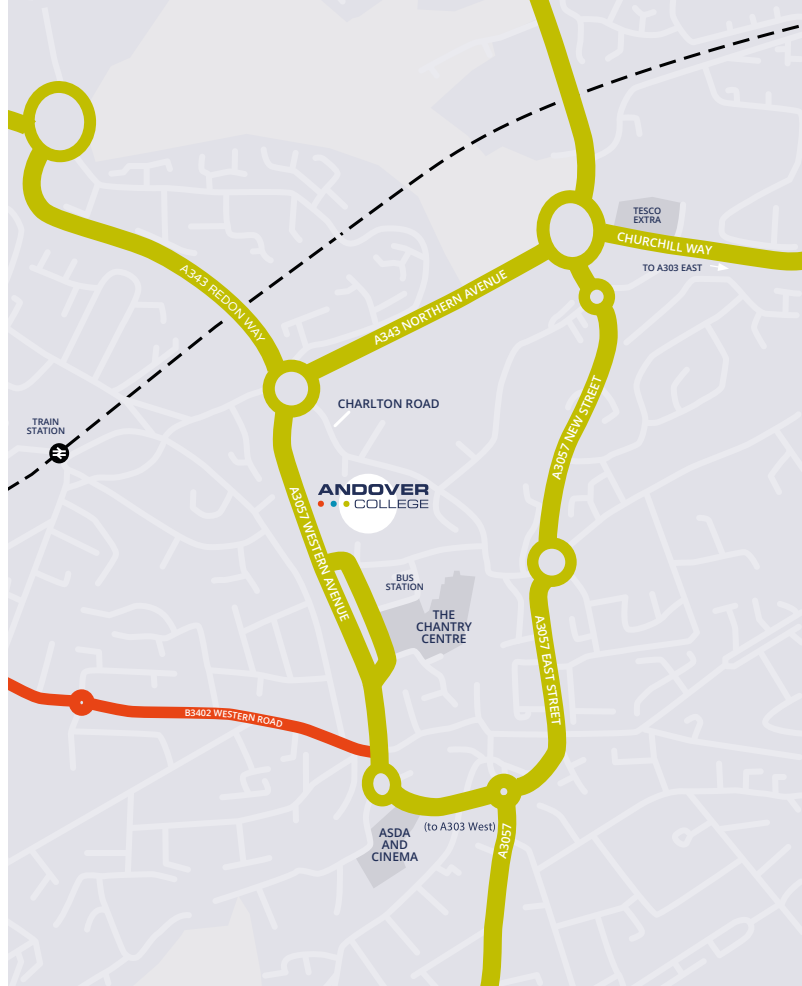 TESCO
EXTRA
CHURCHILL WAY
TO A303 EAST
A343 REDON WAY
A343 NORTHERN AVENUE
CHARLTON ROAD
TRAIN
STATION
A3057 NEW STREET
ANDOVER
COLLEGE
A3057 WESTERN AVENUE
BUS
STATION
THE
CHANTRY
CENTRE
A3057 EAST STREET
B3402 WESTERN ROAD
(to A303 West)
A3057
ASDA
AND
CINEMA